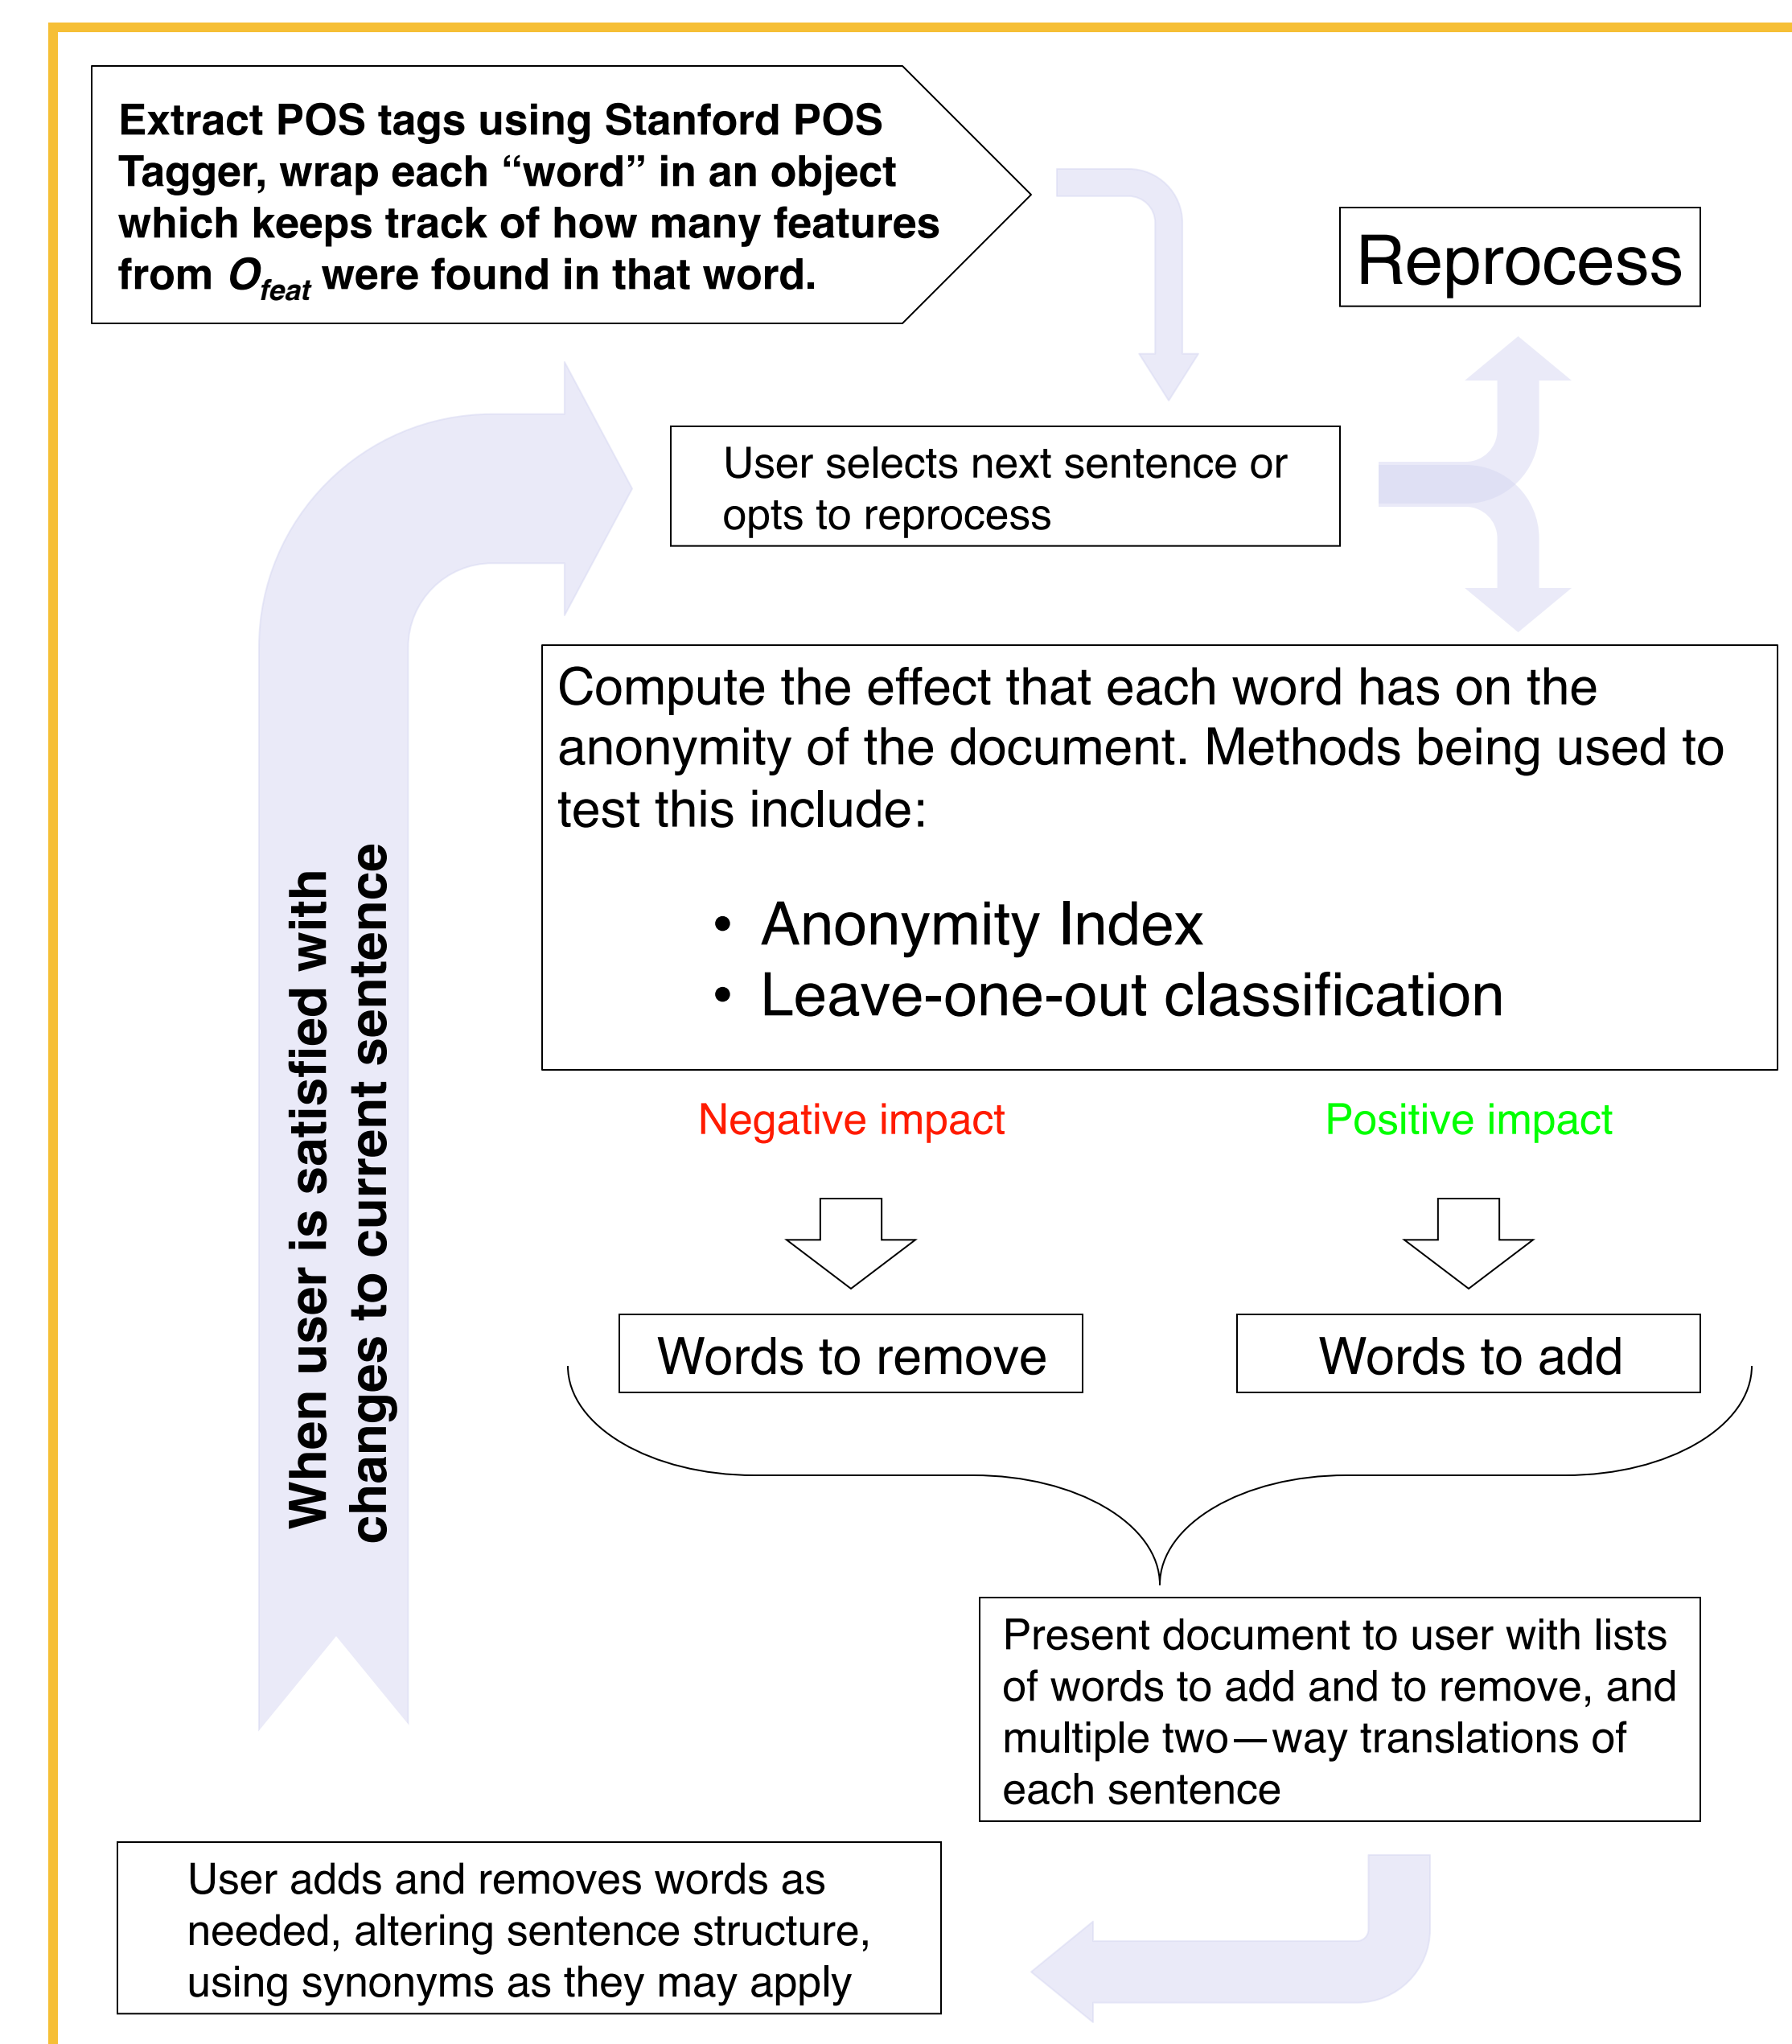 Extract POS tags using Stanford POS
Tagger, wrap each “word” in an object
which keeps track of how many features
from O_feat were found in that word.
Reprocess
User selects next sentence or
opts to reprocess
Compute the effect that each word has on the
anonymity of the document. Methods being used to
test this include:
• Anonymity Index
• Leave-one-out classification
Negative impact
Positive impact
Words to remove
Words to add
Present document to user with lists
of words to add and to remove, and
multiple two—way translations of
each sentence
User adds and removes words as
needed, altering sentence structure,
using synonyms as they may apply
When user is satisfied with
changes to current sentence